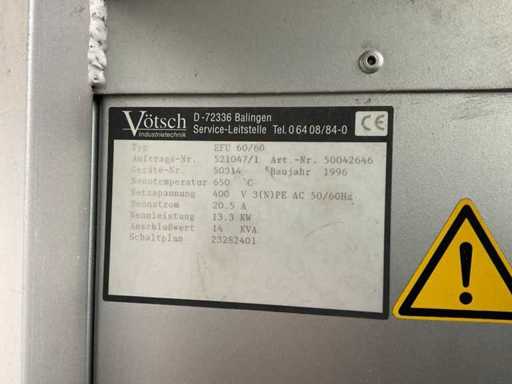 Vötsch
Industrietechnik
D-72336 Balingen
Service-Leitstelle Tel. 0 64 08/84-0
CE
Typ EFU 60/60
Auftrags-Nr. 521047/1 Art.-Nr. 50042646
Geräte-Nr. 50314 Baujahr 1996
Nenntemperatur 650 °C
Netzspannung 400 V 3(N)PE AC 50/60Hz
Nennstrom 20.5 A
Nennleistung 13.3 KW
Anschlußwert 14 KVA
Schaltplan 23282401